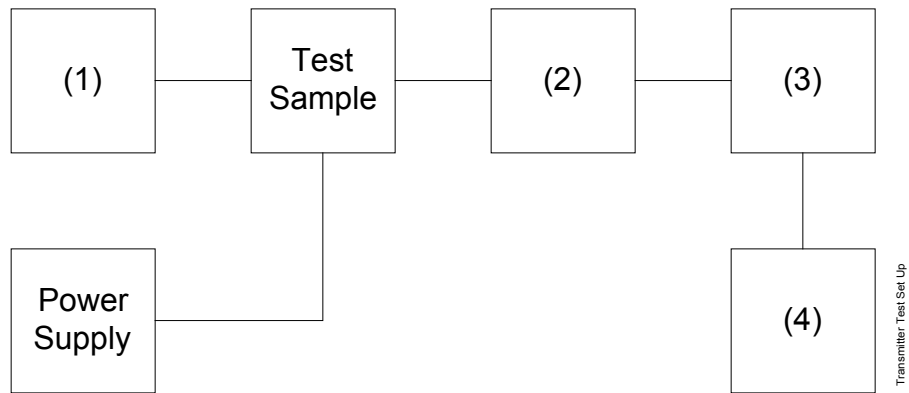 (1)
Test
Sample
(2)
(3)
Power
Supply
(4)
Transmitter Test Set Up